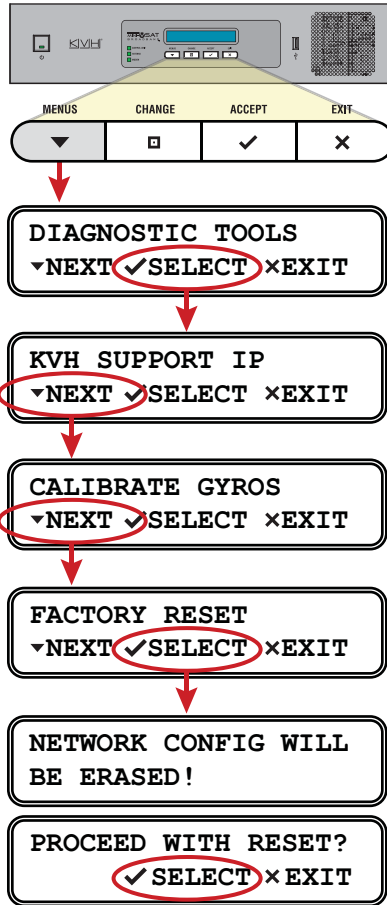 KVH
MENUS CHANGE ACCEPT EXIT
DIAGNOSTIC TOOLS
▾NEXT ✓SELECT ×EXIT
KVH SUPPORT IP
▾NEXT ✓SELECT ×EXIT
CALIBRATE GYROS
▾NEXT ✓SELECT ×EXIT
FACTORY RESET
▾NEXT ✓SELECT ×EXIT
NETWORK CONFIG WILL
BE ERASED!
PROCEED WITH RESET?
✓SELECT ×EXIT